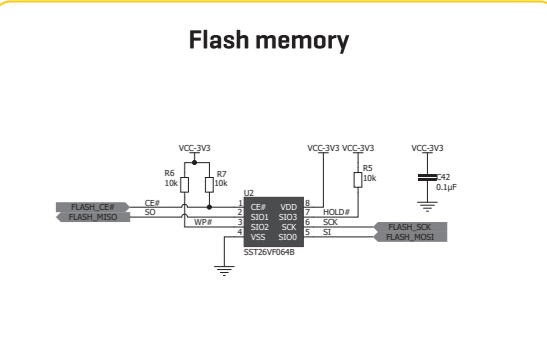 Flash memory
VCC-3V3
VCC-3V3 VCC-3V3
VCC-3V3
R6
10k
R7
10k
R5
10k
C42
0.1µF
U2
FLASH_CE#
CE#
1
CE#
VDD
8
FLASH_MISO
SO
2
SIO1
SIO3
7
HOLD#
WP#
3
SIO2
SCK
6
SCK
FLASH_SCK
4
VSS
SIO0
5
SI
FLASH_MOSI
SST26VF064B